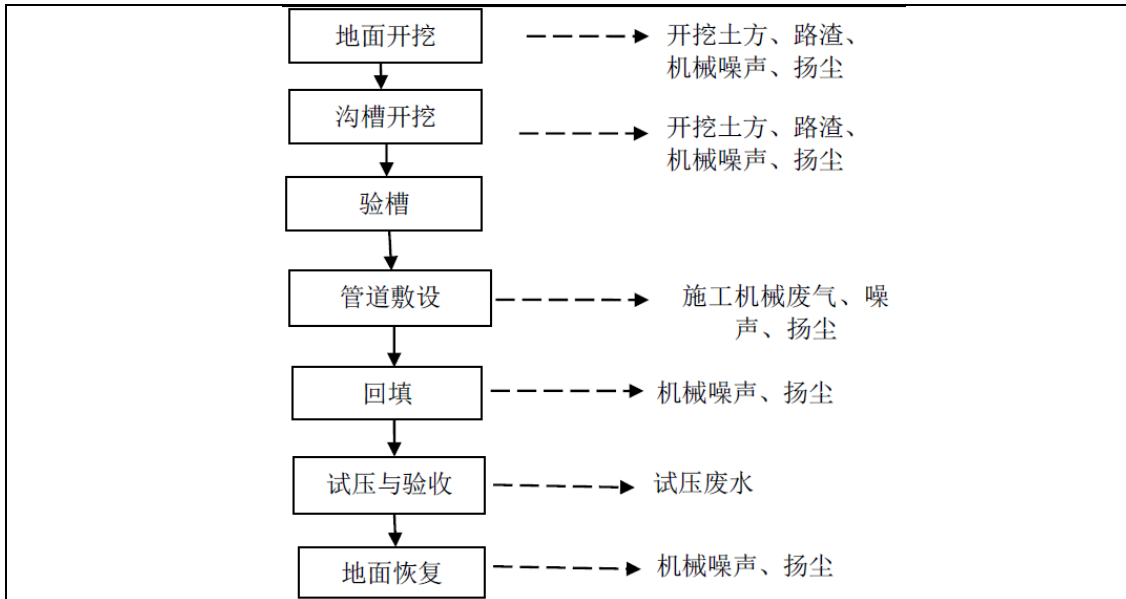 地面开挖
开挖土方、路渣、
机械噪声、扬尘
沟槽开挖
开挖土方、路渣、
机械噪声、扬尘
验槽
管道敷设
施工机械废气、噪
声、扬尘
回填
机械噪声、扬尘
试压与验收
试压废水
地面恢复
机械噪声、扬尘